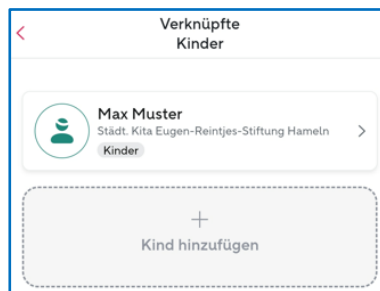 Verknüpfte
Kinder
Max Muster
Städt. Kita Eugen-Reintjes-Stiftung Hameln
Kinder
Kind hinzufügen